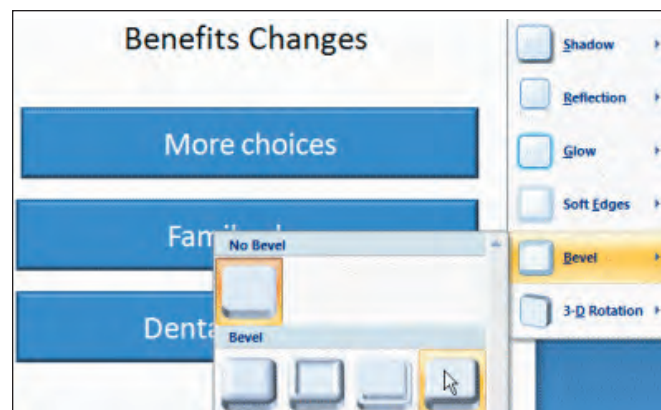 Benefits Changes
More choices
No Bevel
Bevel
Shadow
Reflection
Glow
Soft Edges
Bevel
3-D Rotation